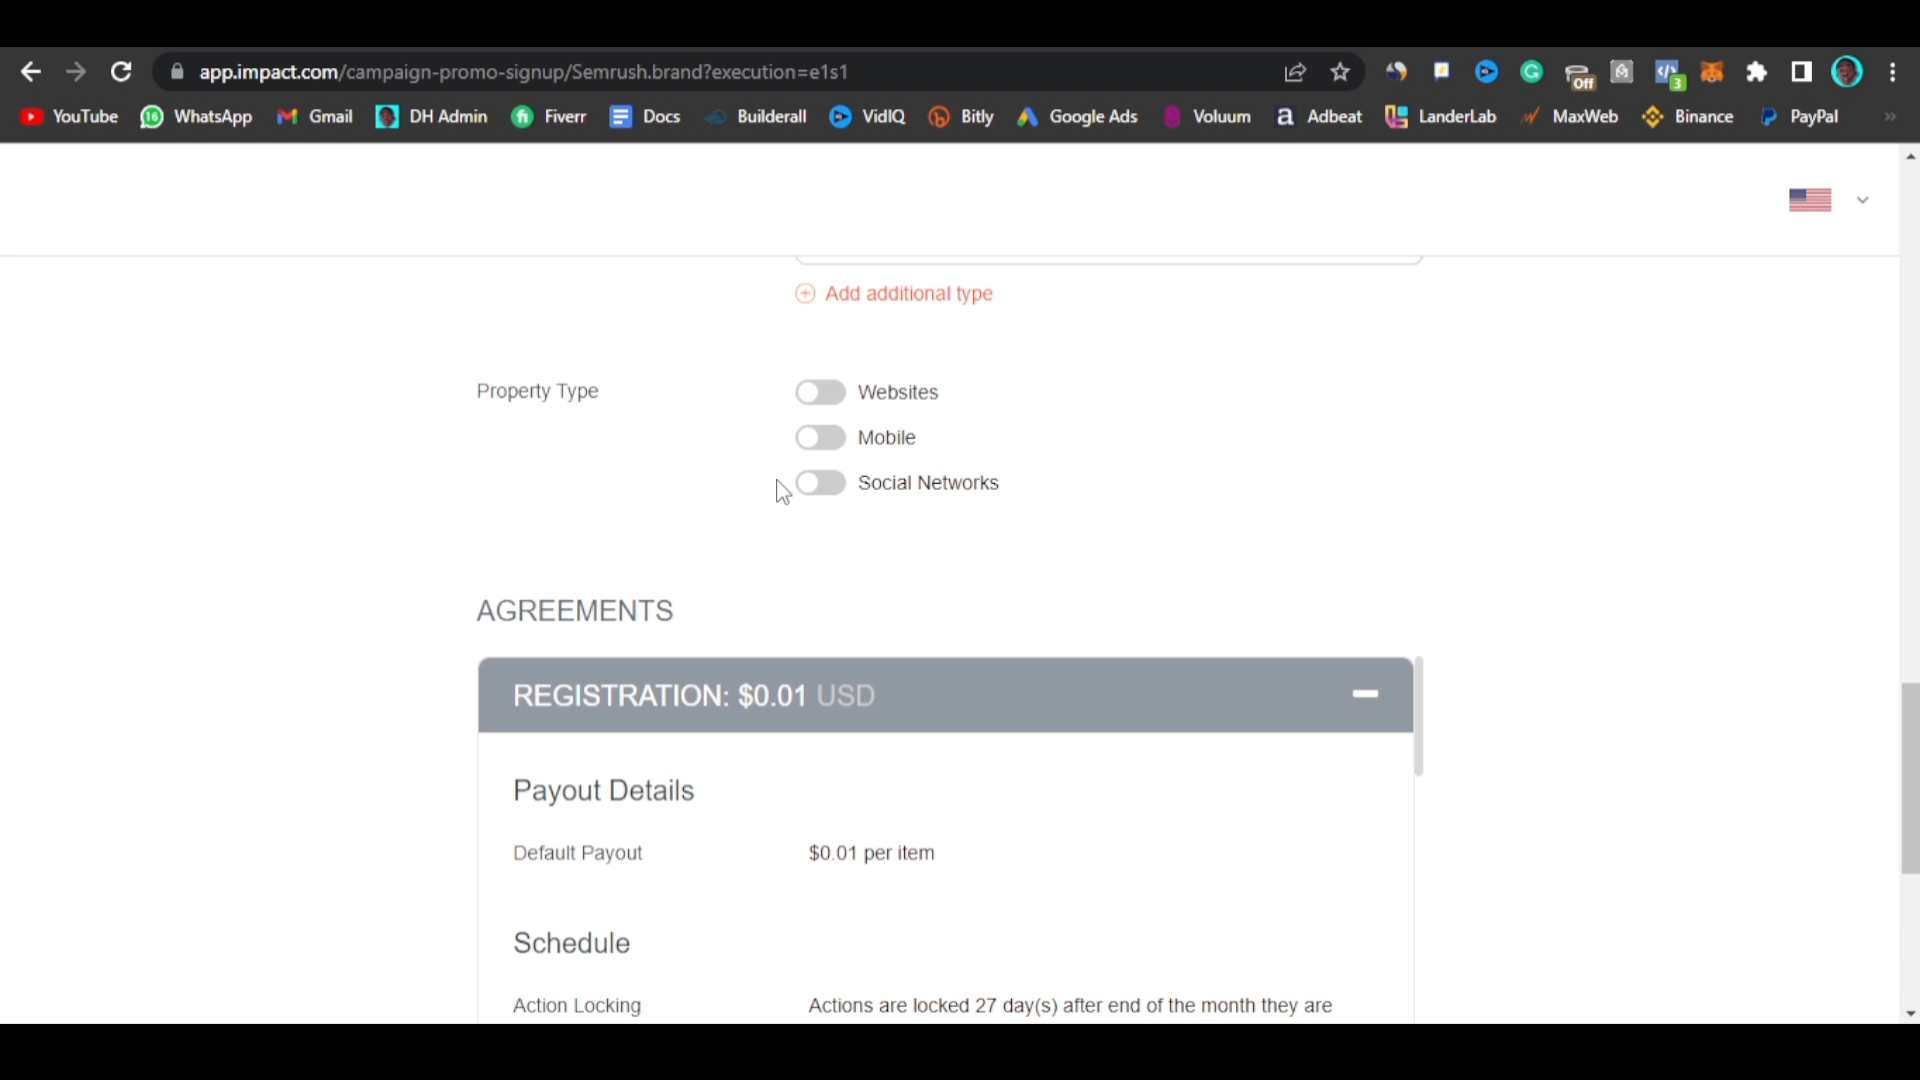 app.impact.com/campaign-promo-signup/Semrush.brand?execution=e1s1
Off
3
YouTube
16
WhatsApp
Gmail
DH Admin
Fiverr
Docs
Builderall
VidIQ
Bitly
Google Ads
Voluum
Adbeat
LanderLab
MaxWeb
Binance
PayPal
»
Add additional type
Property Type
Websites
Mobile
Social Networks
AGREEMENTS
REGISTRATION: $0.01 USD
Payout Details
Default Payout
$0.01 per item
Schedule
Action Locking
Actions are locked 27 day(s) after end of the month they are